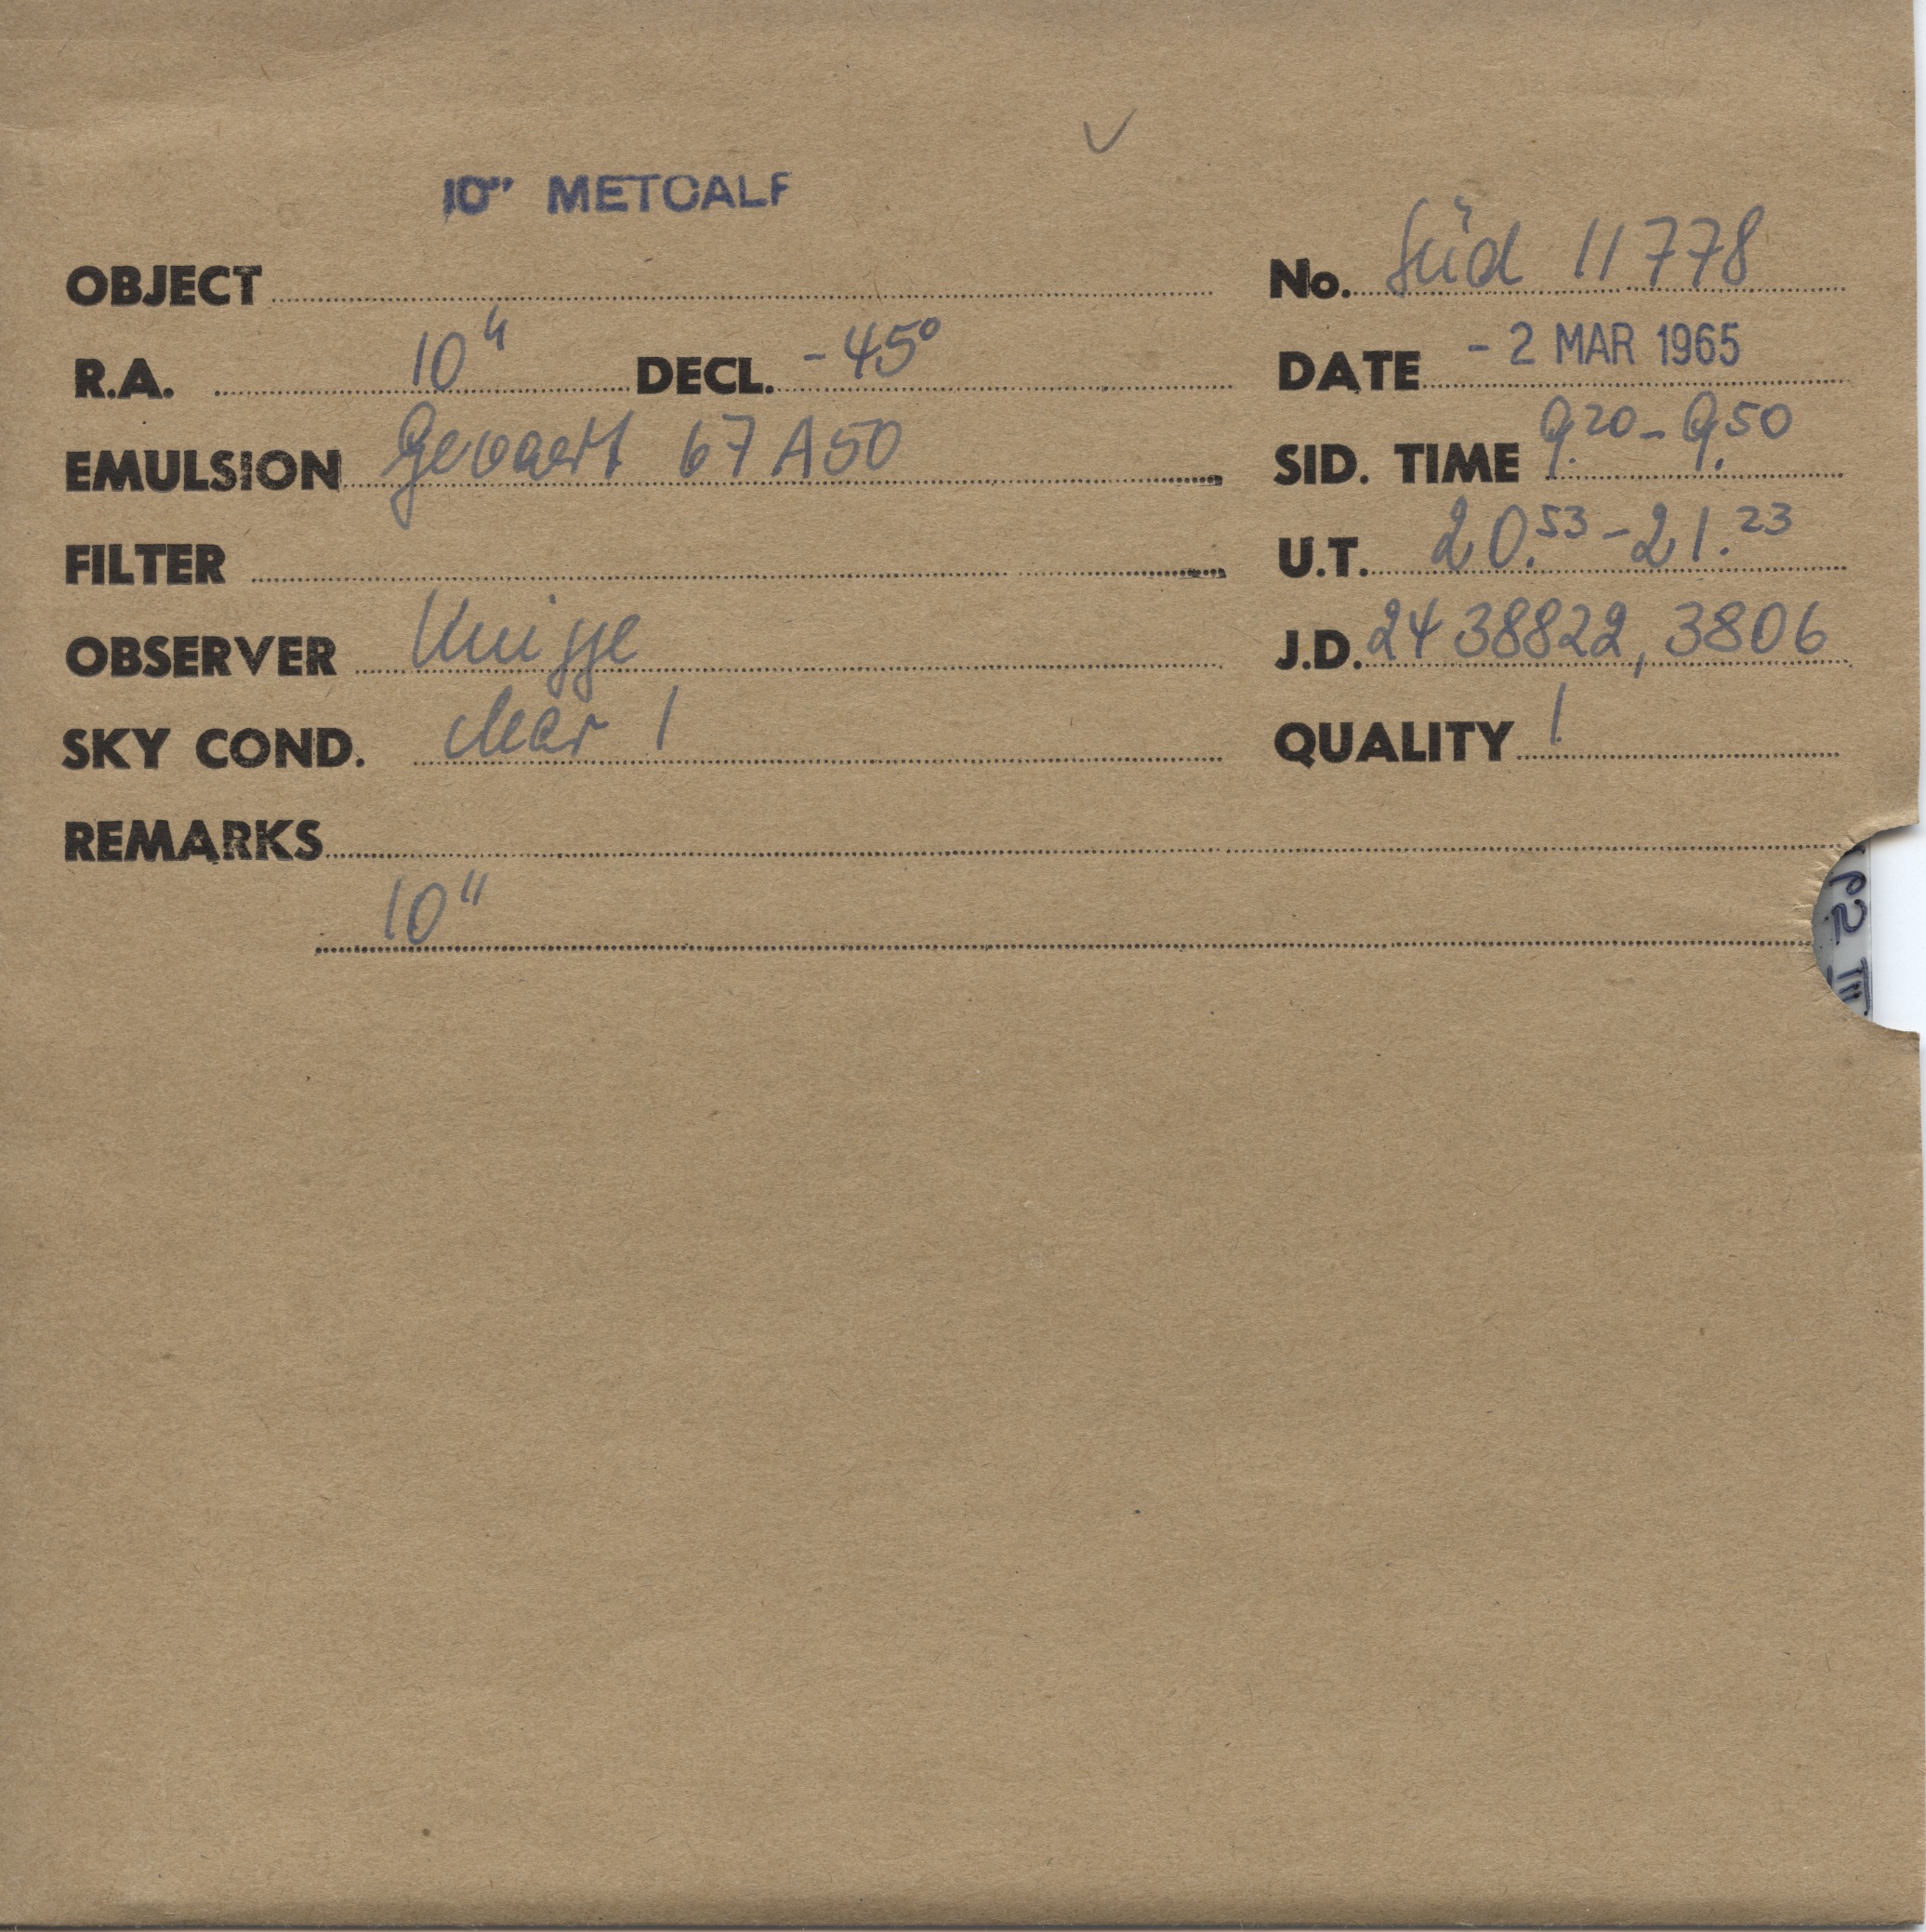 10" METCALF
OBJECT No. Süd 11778
R.A. 10h DECL. -45° DATE - 2 MAR 1965
EMULSION Gevaert 67A50 SID. TIME 9.20 - 9.50
FILTER U.T. 20.53 - 21.23
OBSERVER Knigge J.D. 2438822,3806
SKY COND. clear 1 QUALITY 1
REMARKS
10"